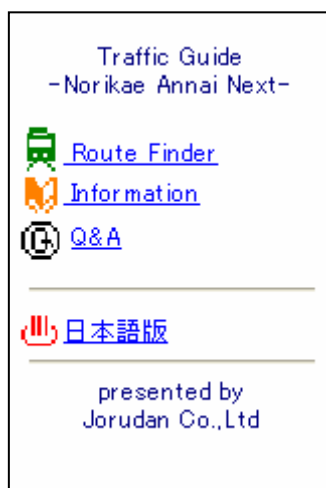 Traffic Guide
-Norikae Annai Next-
Route Finder
Information
Q&A
日本語版
presented by
Jorudan Co.,Ltd